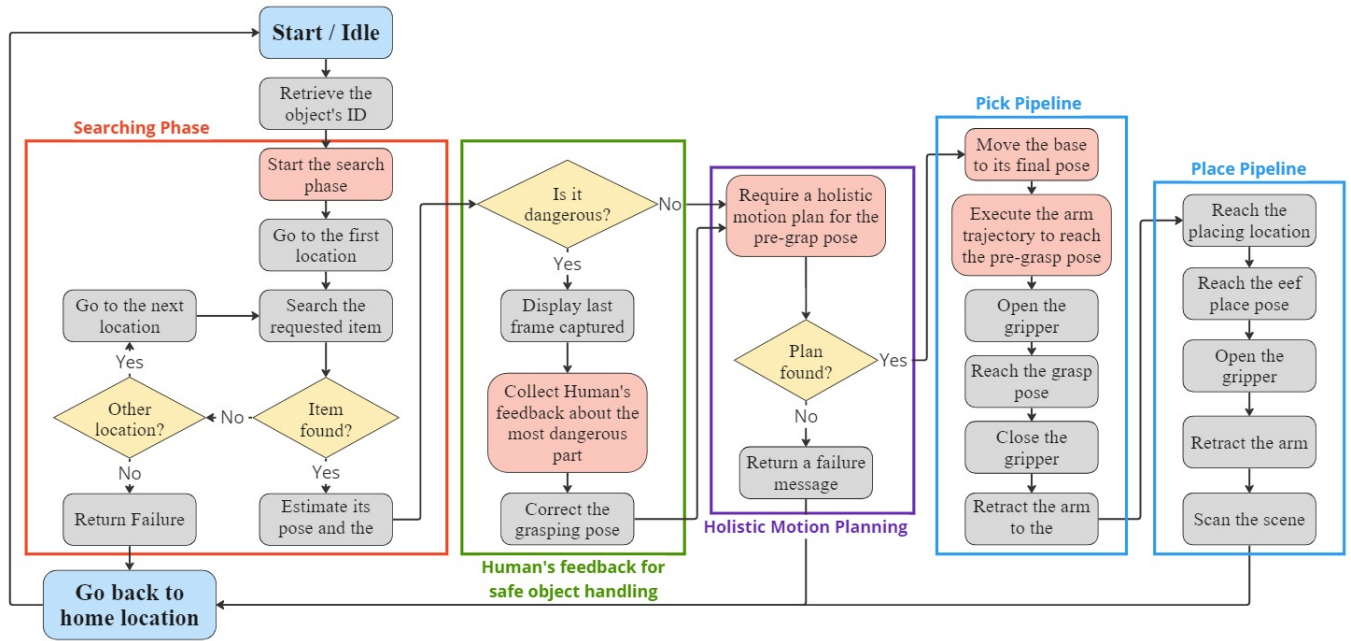 Start / Idle
Retrieve the
object's ID
Searching Phase
Start the search
phase
Go to the first
location
Go to the next
location
Search the
requested item
Yes
Other
location?
No
Item
found?
No
Yes
Return Failure
Estimate its
pose and the
Go back to
home location
Is it
dangerous?
No
Yes
Display last
frame captured
Collect Human's
feedback about the
most dangerous
part
Correct the
grasping pose
Human's feedback for
safe object handling
Require a holistic
motion plan for the
pre-grap pose
Plan
found?
Yes
No
Return a failure
message
Holistic Motion Planning
Pick Pipeline
Move the base
to its final pose
Execute the arm
trajectory to reach
the pre-grasp pose
Open the
gripper
Reach the grasp
pose
Close the
gripper
Retract the arm
to the
Place Pipeline
Reach the
placing location
Reach the eef
place pose
Open the
gripper
Retract the arm
Scan the scene